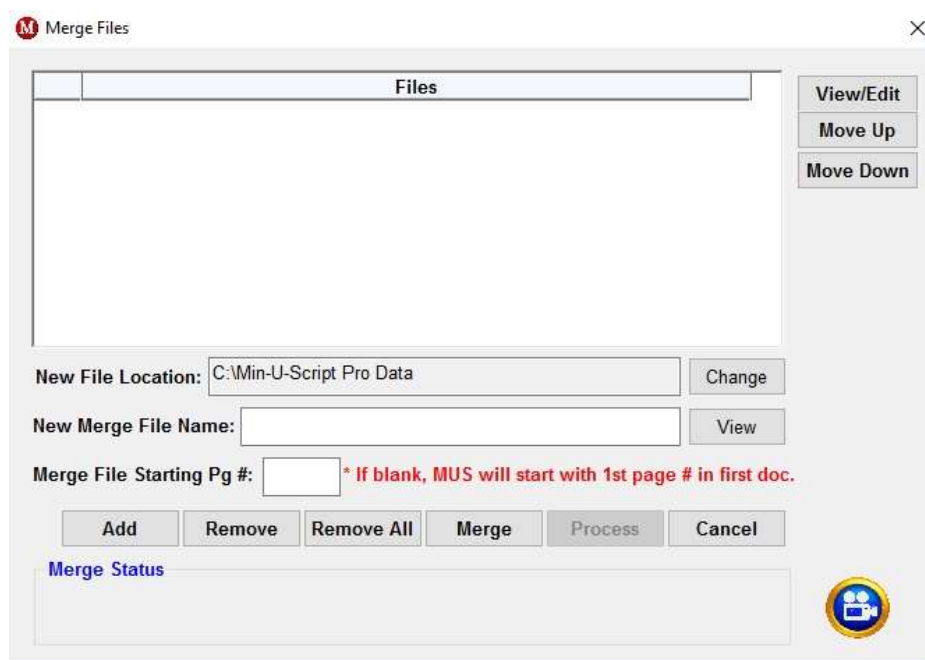 M Merge Files
Files
View/Edit
Move Up
Move Down
New File Location: C:\Min-U-Script Pro Data Change
New Merge File Name: View
Merge File Starting Pg #: * If blank, MUS will start with 1st page # in first doc.
Add Remove Remove All Merge Process Cancel
Merge Status